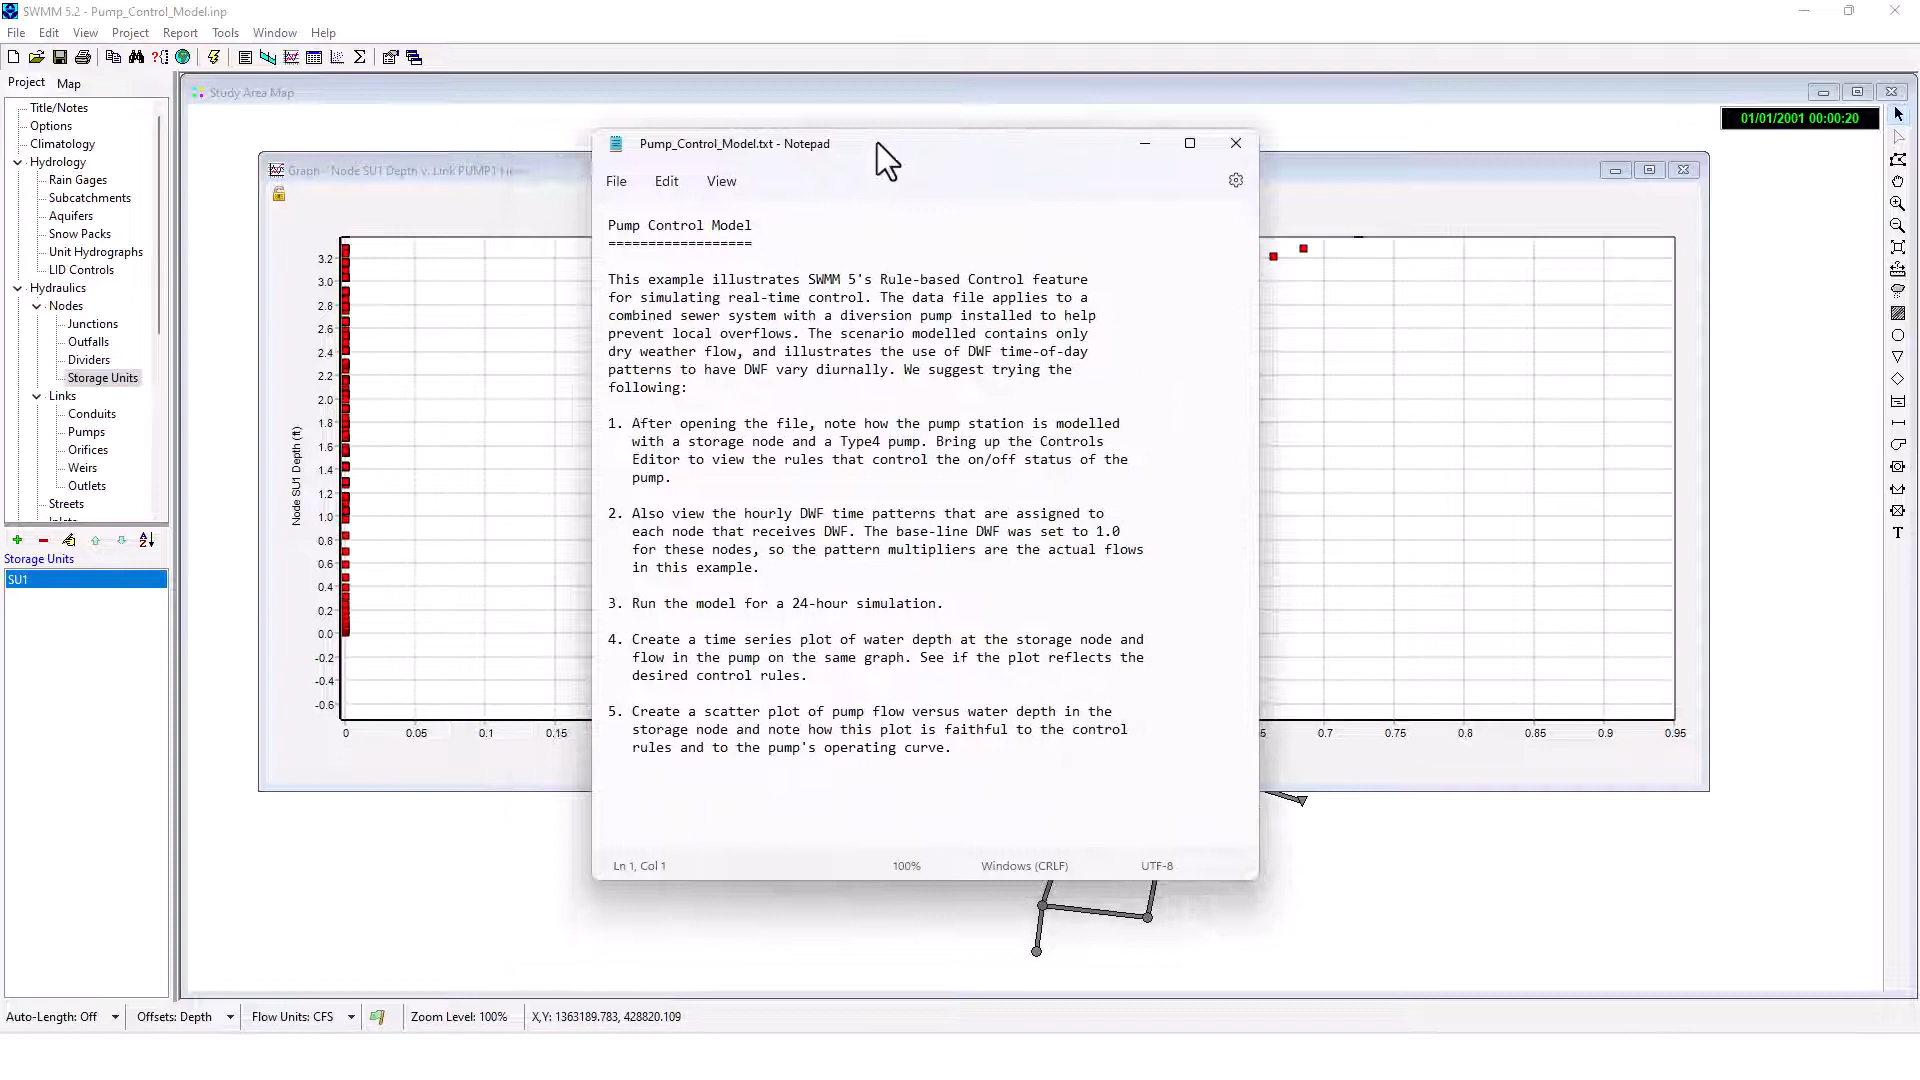 SWMM 5.2 - Pump_Control_Model.inp
File Edit View Project Report Tools Window Help
Project Map
Title/Notes
Options
Climatology
Hydrology
Rain Gages
Subcatchments
Aquifers
Snow Packs
Unit Hydrographs
LID Controls
Hydraulics
Nodes
Junctions
Outfalls
Dividers
Storage Units
Links
Conduits
Pumps
Orifices
Weirs
Outlets
Streets
Storage Units
SU1
Study Area Map
01/01/2001 00:00:20
Graph - Node SU1 Depth v. Link PUMP1
Node SU1 Depth (ft)
3.2
3.0
2.8
2.6
2.4
2.2
2.0
1.8
1.6
1.4
1.2
1.0
0.8
0.6
0.4
0.2
0.0
-0.2
-0.4
-0.6
0 0.05 0.1 0.15 0.7 0.75 0.8 0.85 0.9 0.95
Pump_Control_Model.txt - Notepad
File Edit View
Pump Control Model
==================
This example illustrates SWMM 5's Rule-based Control feature
for simulating real-time control. The data file applies to a
combined sewer system with a diversion pump installed to help
prevent local overflows. The scenario modelled contains only
dry weather flow, and illustrates the use of DWF time-of-day
patterns to have DWF vary diurnally. We suggest trying the
following:
1. After opening the file, note how the pump station is modelled
with a storage node and a Type4 pump. Bring up the Controls
Editor to view the rules that control the on/off status of the
pump.
2. Also view the hourly DWF time patterns that are assigned to
each node that receives DWF. The base-line DWF was set to 1.0
for these nodes, so the pattern multipliers are the actual flows
in this example.
3. Run the model for a 24-hour simulation.
4. Create a time series plot of water depth at the storage node and
flow in the pump on the same graph. See if the plot reflects the
desired control rules.
5. Create a scatter plot of pump flow versus water depth in the
storage node and note how this plot is faithful to the control
rules and to the pump's operating curve.
Ln 1, Col 1 100% Windows (CRLF) UTF-8
Auto-Length: Off Offsets: Depth Flow Units: CFS Zoom Level: 100% X,Y: 1363189.783, 428820.109